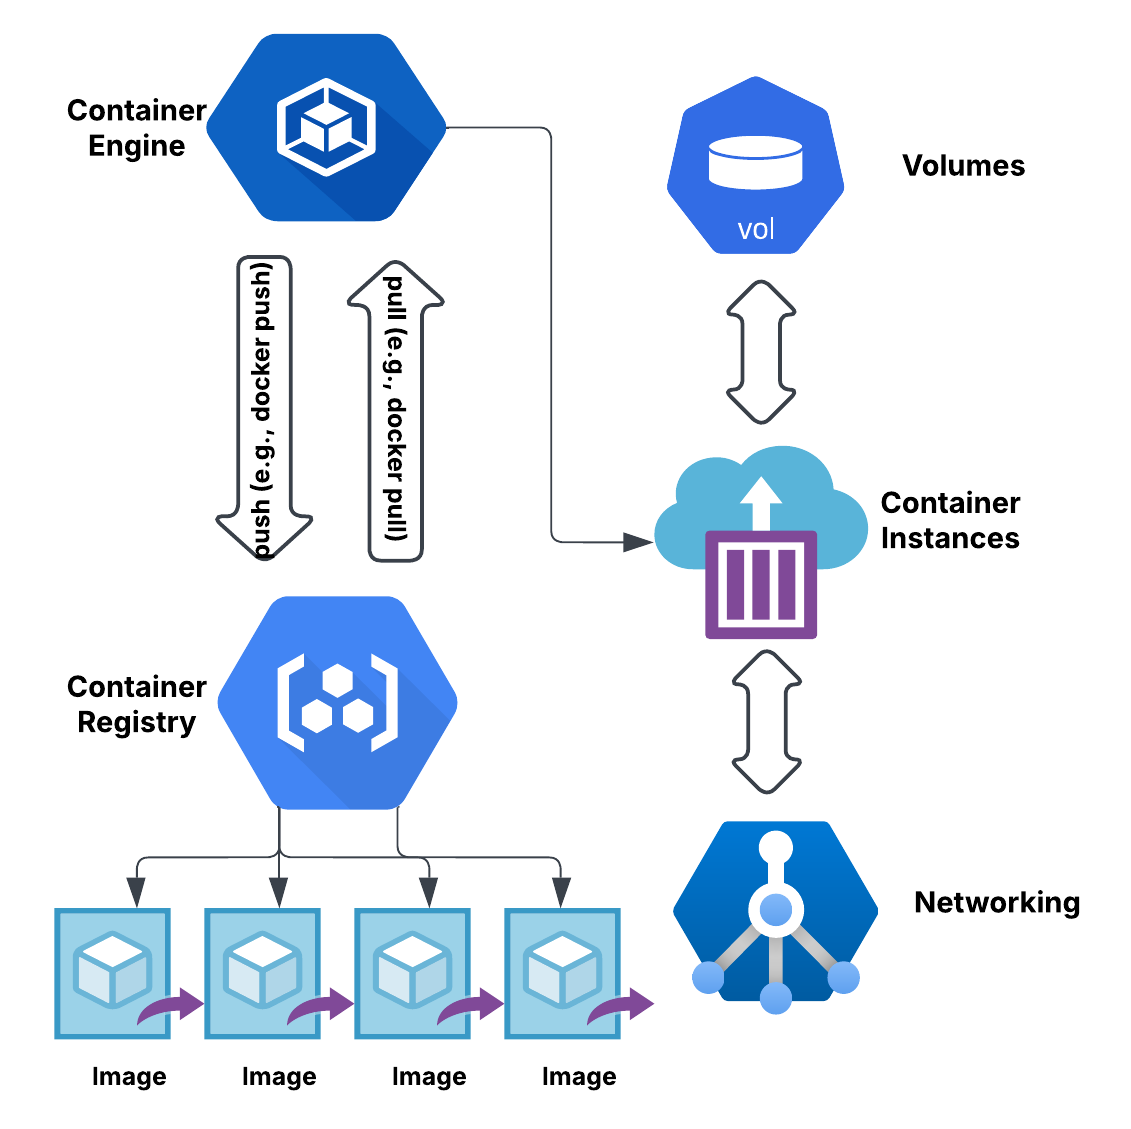 Container
Engine
Volumes
vol
push (e.g., docker push)
pull (e.g., docker pull)
Container
Instances
Container
Registry
Networking
Image
Image
Image
Image